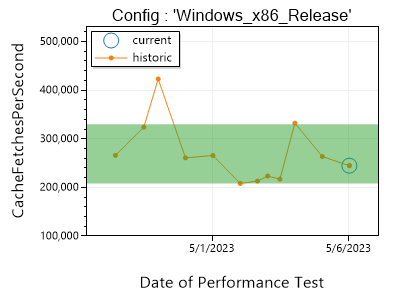 Config : 'Windows_x86_Release'
current
historic
500,000
400,000
300,000
200,000
100,000
CacheFetchesPerSecond
5/1/2023
5/6/2023
Date of Performance Test